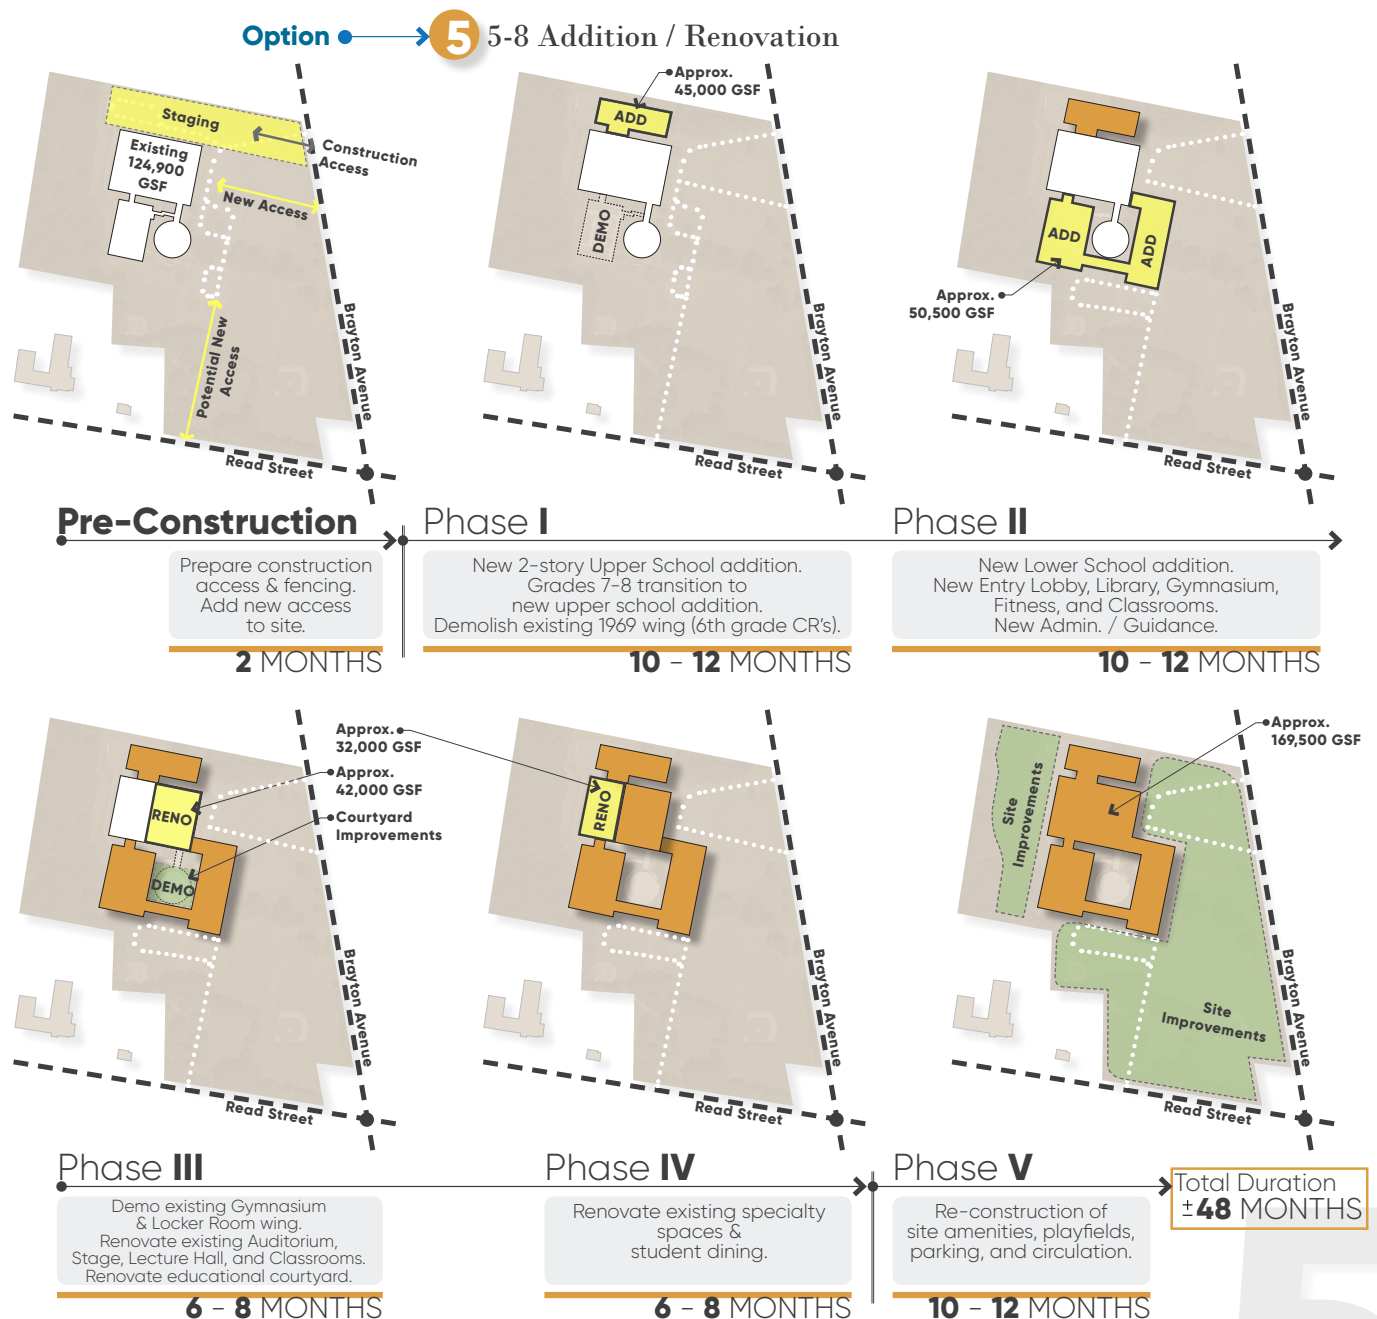 Option 5 5-8 Addition / Renovation
Staging
Existing
124,900
GSF
Construction
Access
New Access
Potential New
Access
Brayton Avenue
Read Street
Approx.
45,000 GSF
ADD
DEMO
Brayton Avenue
Read Street
ADD
ADD
Approx.
50,500 GSF
Brayton Avenue
Read Street
Pre-Construction
Prepare construction
access & fencing.
Add new access
to site.
2 MONTHS
Phase I
New 2-story Upper School addition.
Grades 7-8 transition to
new upper school addition.
Demolish existing 1969 wing (6th grade CR's).
10 - 12 MONTHS
Phase II
New Lower School addition.
New Entry Lobby, Library, Gymnasium,
Fitness, and Classrooms.
New Admin. / Guidance.
10 - 12 MONTHS
Approx.
32,000 GSF
Approx.
42,000 GSF
Courtyard
Improvements
RENO
DEMO
Brayton Avenue
Read Street
RENO
Brayton Avenue
Read Street
Approx.
169,500 GSF
Site
Improvements
Site
Improvements
Brayton Avenue
Read Street
Phase III
Demo existing Gymnasium
& Locker Room wing.
Renovate existing Auditorium,
Stage, Lecture Hall, and Classrooms.
Renovate educational courtyard.
6 - 8 MONTHS
Phase IV
Renovate existing specialty
spaces &
student dining.
6 - 8 MONTHS
Phase V
Re-construction of
site amenities, playfields,
parking, and circulation.
10 - 12 MONTHS
Total Duration
±48 MONTHS
5